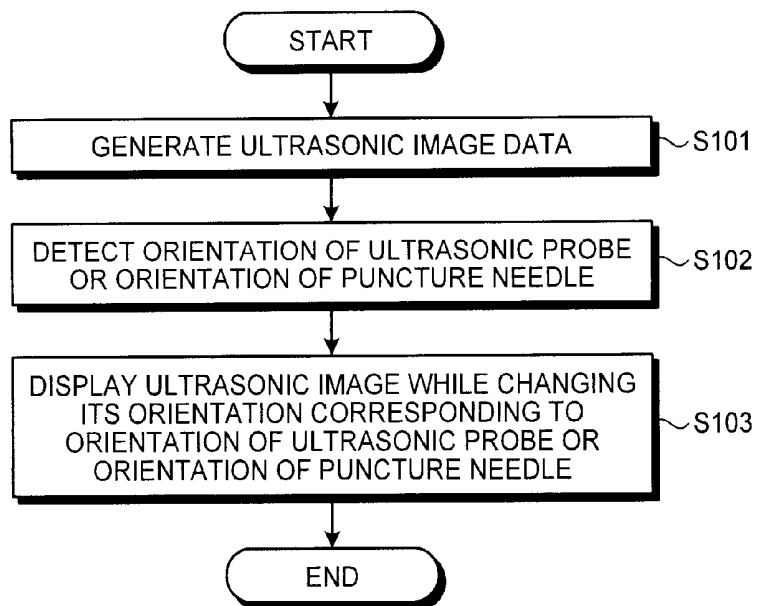 START
GENERATE ULTRASONIC IMAGE DATA
S101
DETECT ORIENTATION OF ULTRASONIC PROBE
OR ORIENTATION OF PUNCTURE NEEDLE
S102
DISPLAY ULTRASONIC IMAGE WHILE CHANGING
ITS ORIENTATION CORRESPONDING TO
ORIENTATION OF ULTRASONIC PROBE OR
ORIENTATION OF PUNCTURE NEEDLE
S103
END